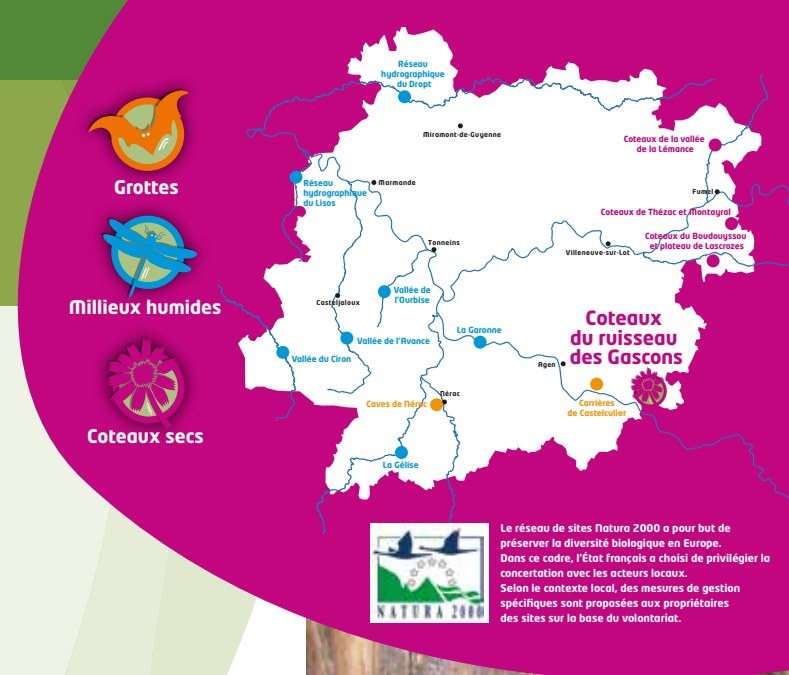 Grottes
Millieux humides
Coteaux secs
Réseau
hydrographique
du Dropt
Miramont-de-Guyenne
Coteaux de la vallée
de la Lémance
Marmande
Réseau
hydrographique
du Lisos
Fumel
Coteaux de Thézac et Montayral
Coteaux du Boudouyssou
et plateau de Lascrozes
Tonneins
Villeneuve-sur-Lot
Vallée de
l'Ourbise
Casteljaloux
La Garonne
Coteaux
du ruisseau
des Gascons
Vallée de l'Avance
Vallée du Ciron
Agen
Nérac
Caves de Nérac
Carrières
de Castelculier
La Gélise
NATURA 2000
Le réseau de sites Natura 2000 a pour but de
préserver la diversité biologique en Europe.
Dans ce cadre, l'État français a choisi de privilégier la
concertation avec les acteurs locaux.
Selon le contexte local, des mesures de gestion
spécifiques sont proposées aux propriétaires
des sites sur la base du volontariat.